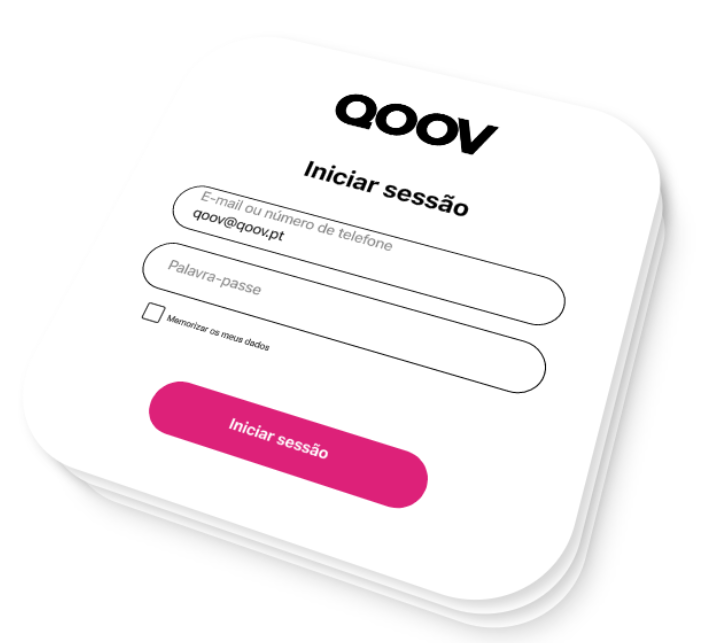 QOOV
Iniciar sessão
E-mail ou número de telefone
qoov@qoov.pt
Palavra-passe
Memorizar os meus dados
Iniciar sessão